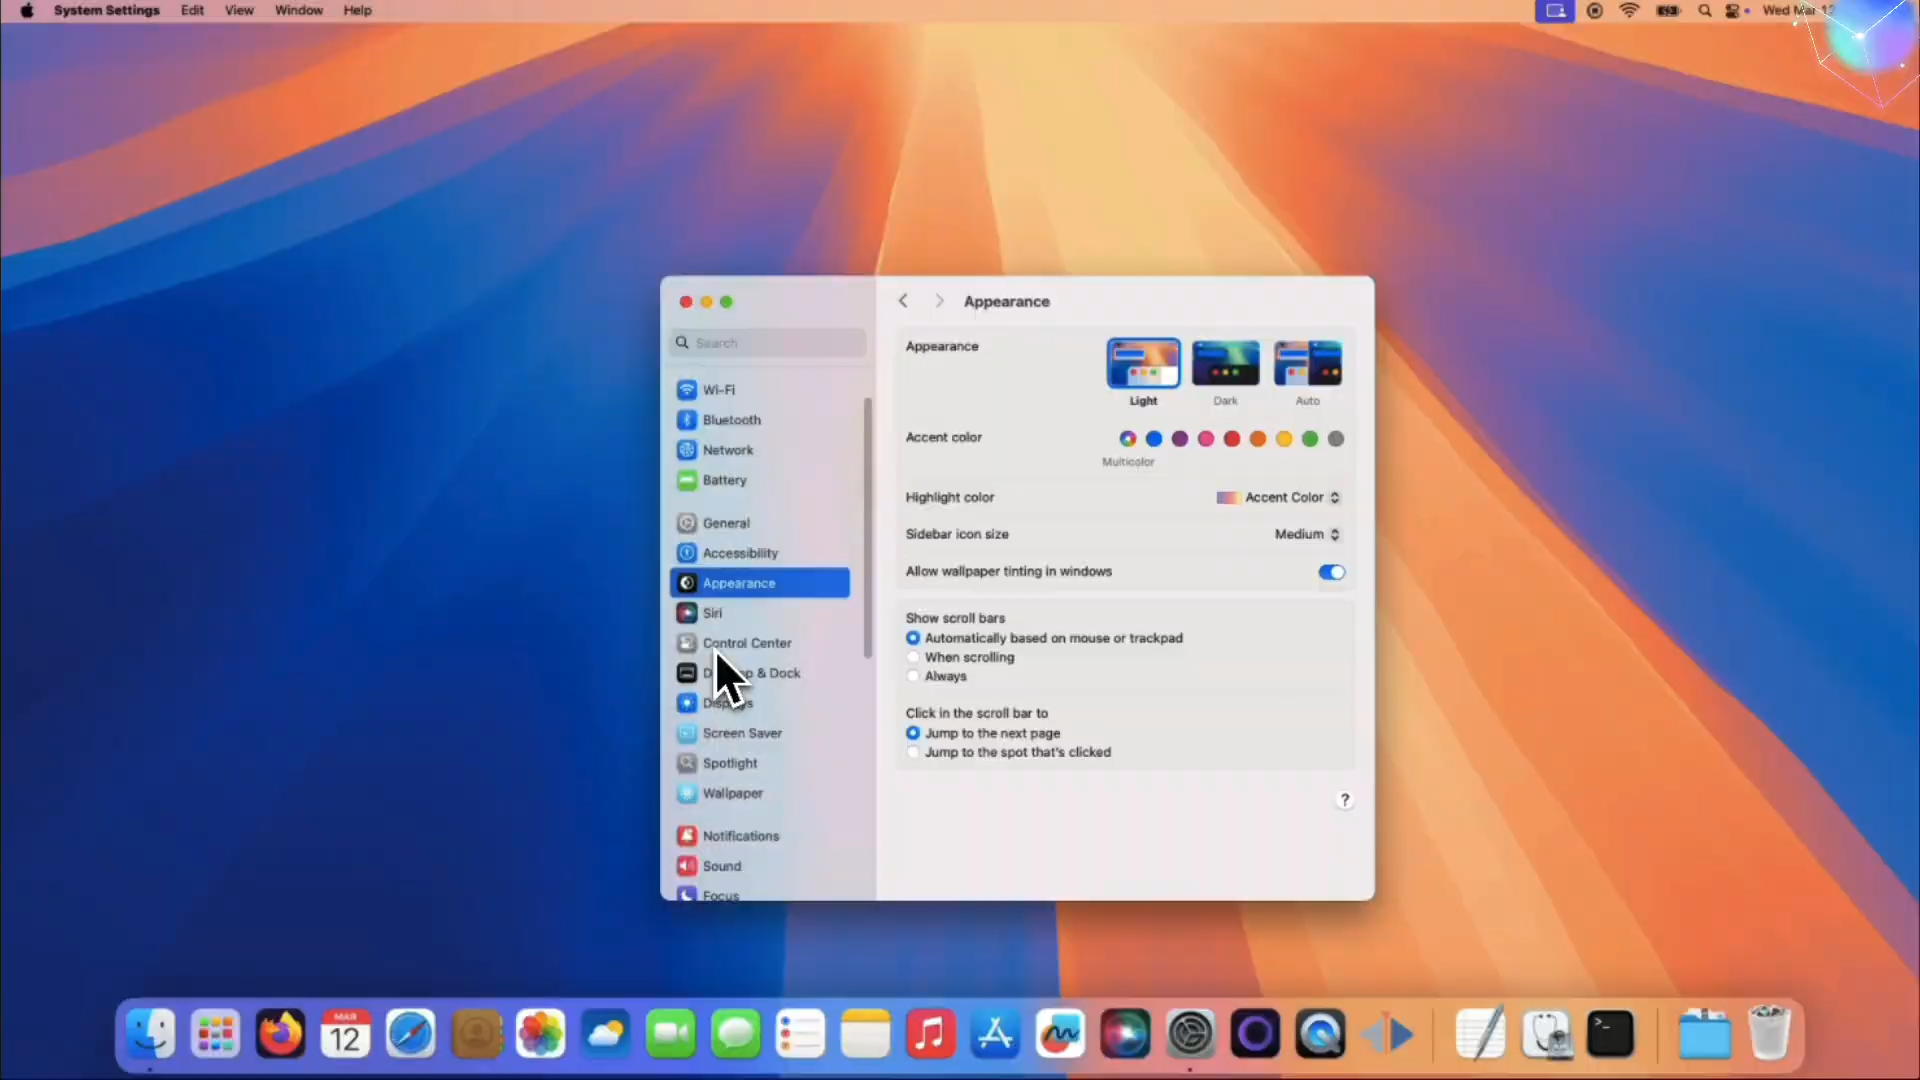 System Settings Edit View Window Help
Wed Mar 12
Appearance
Search
Wi-Fi
Bluetooth
Network
Battery
General
Accessibility
Appearance
Siri
Control Center
& Dock
Screen Saver
Spotlight
Wallpaper
Notifications
Sound
Focus
Appearance
Light Dark Auto
Accent color
Multicolor
Highlight color Accent Color
Sidebar icon size Medium
Allow wallpaper tinting in windows
Show scroll bars
Automatically based on mouse or trackpad
When scrolling
Always
Click in the scroll bar to
Jump to the next page
Jump to the spot that's clicked
?
MAR
12